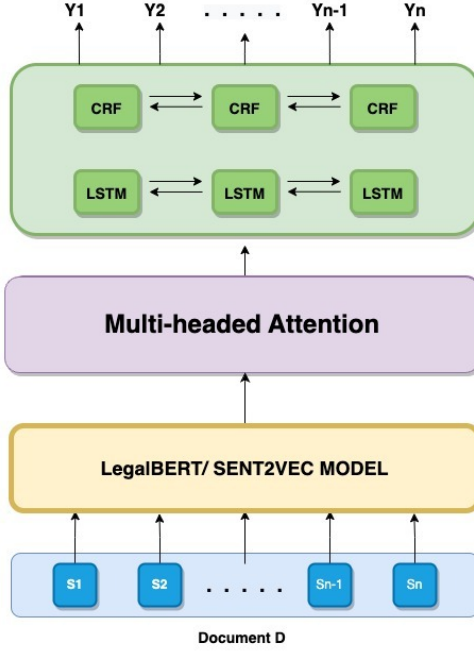 Y1 Y2 . . . . . Yn-1 Yn
CRF CRF CRF
LSTM LSTM LSTM
Multi-headed Attention
LegalBERT/ SENT2VEC MODEL
S1 S2 . . . . . Sn-1 Sn
Document D